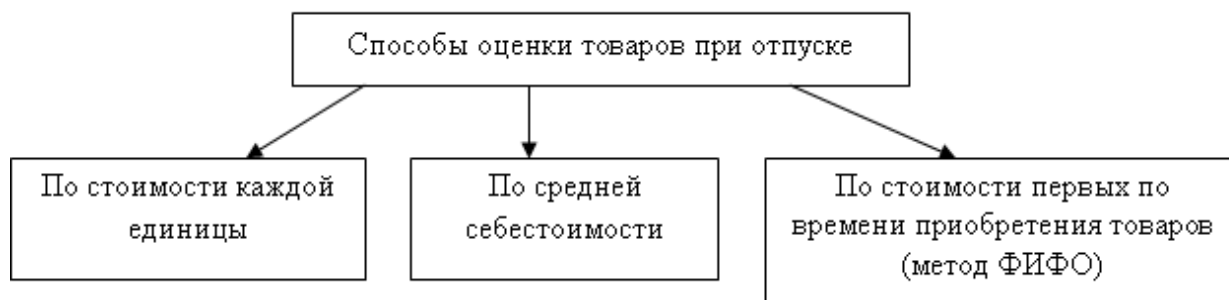 Способы оценки товаров при отпуске
По стоимости каждой
единицы
По средней
себестоимости
По стоимости первых по
времени приобретения товаров
(метод ФИФО)